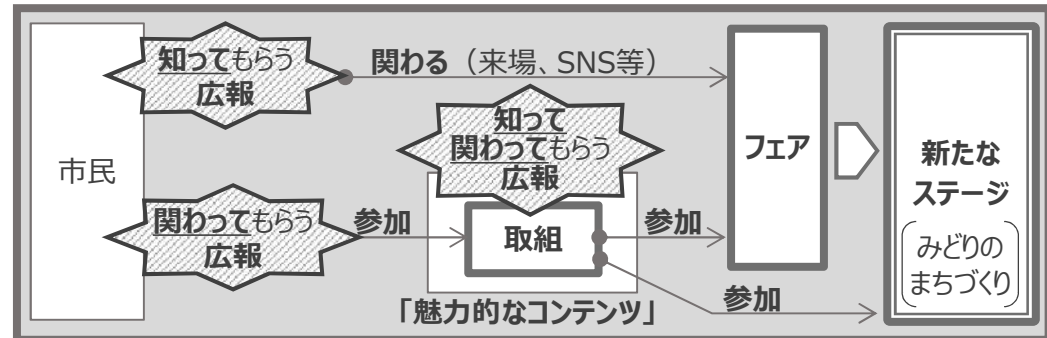 市民
知ってもらう
広報
関わる（来場、SNS等）
知って
関わってもらう
広報
関わってもらう
広報
参加
取組
参加
「魅力的なコンテンツ」
参加
フェア
新たな
ステージ
みどりの
まちづくり